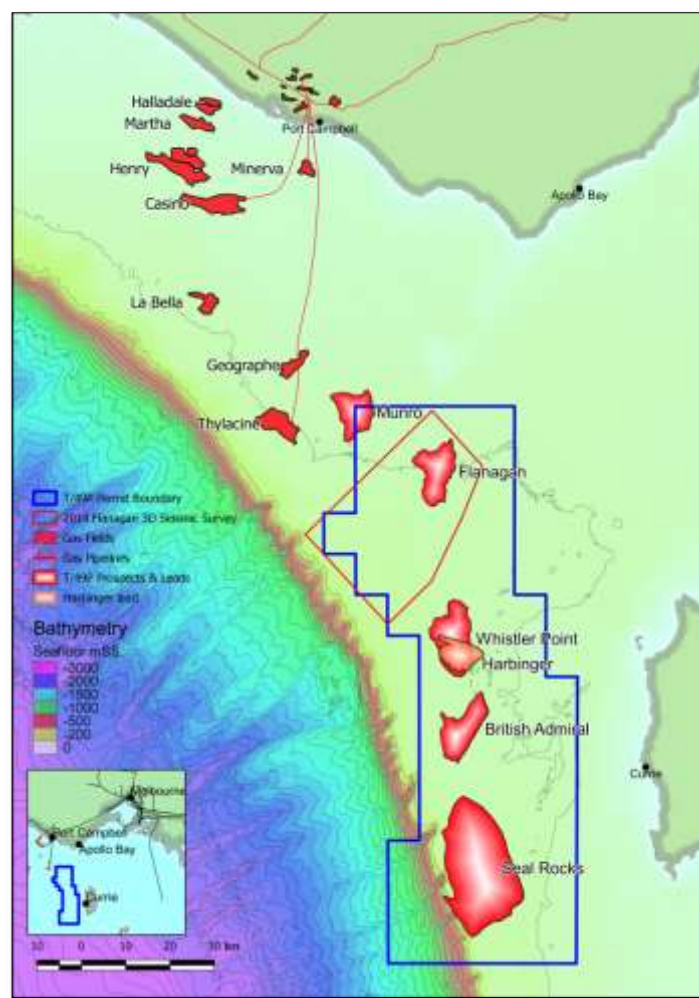 Halladale
Martha
Port Campbell
Henry
Minerva
Apollo Bay
Casino
La Bella
Geographe
Munro
Thylacine
Flanagan
T/49P Permit Boundary
2014 Flanagan 3D Seismic Survey
Gas Fields
Gas Pipelines
T/49P Prospects & Leads
Harbinger Lead
Whistler Point
Harbinger
Bathymetry
Seafloor mSS
-3000
-2000
-1500
-1000
-500
-200
0
British Admiral
Currie
Melbourne
Port Campbell
Apollo Bay
Currie
Seal Rocks
10 0 10 20 30 km